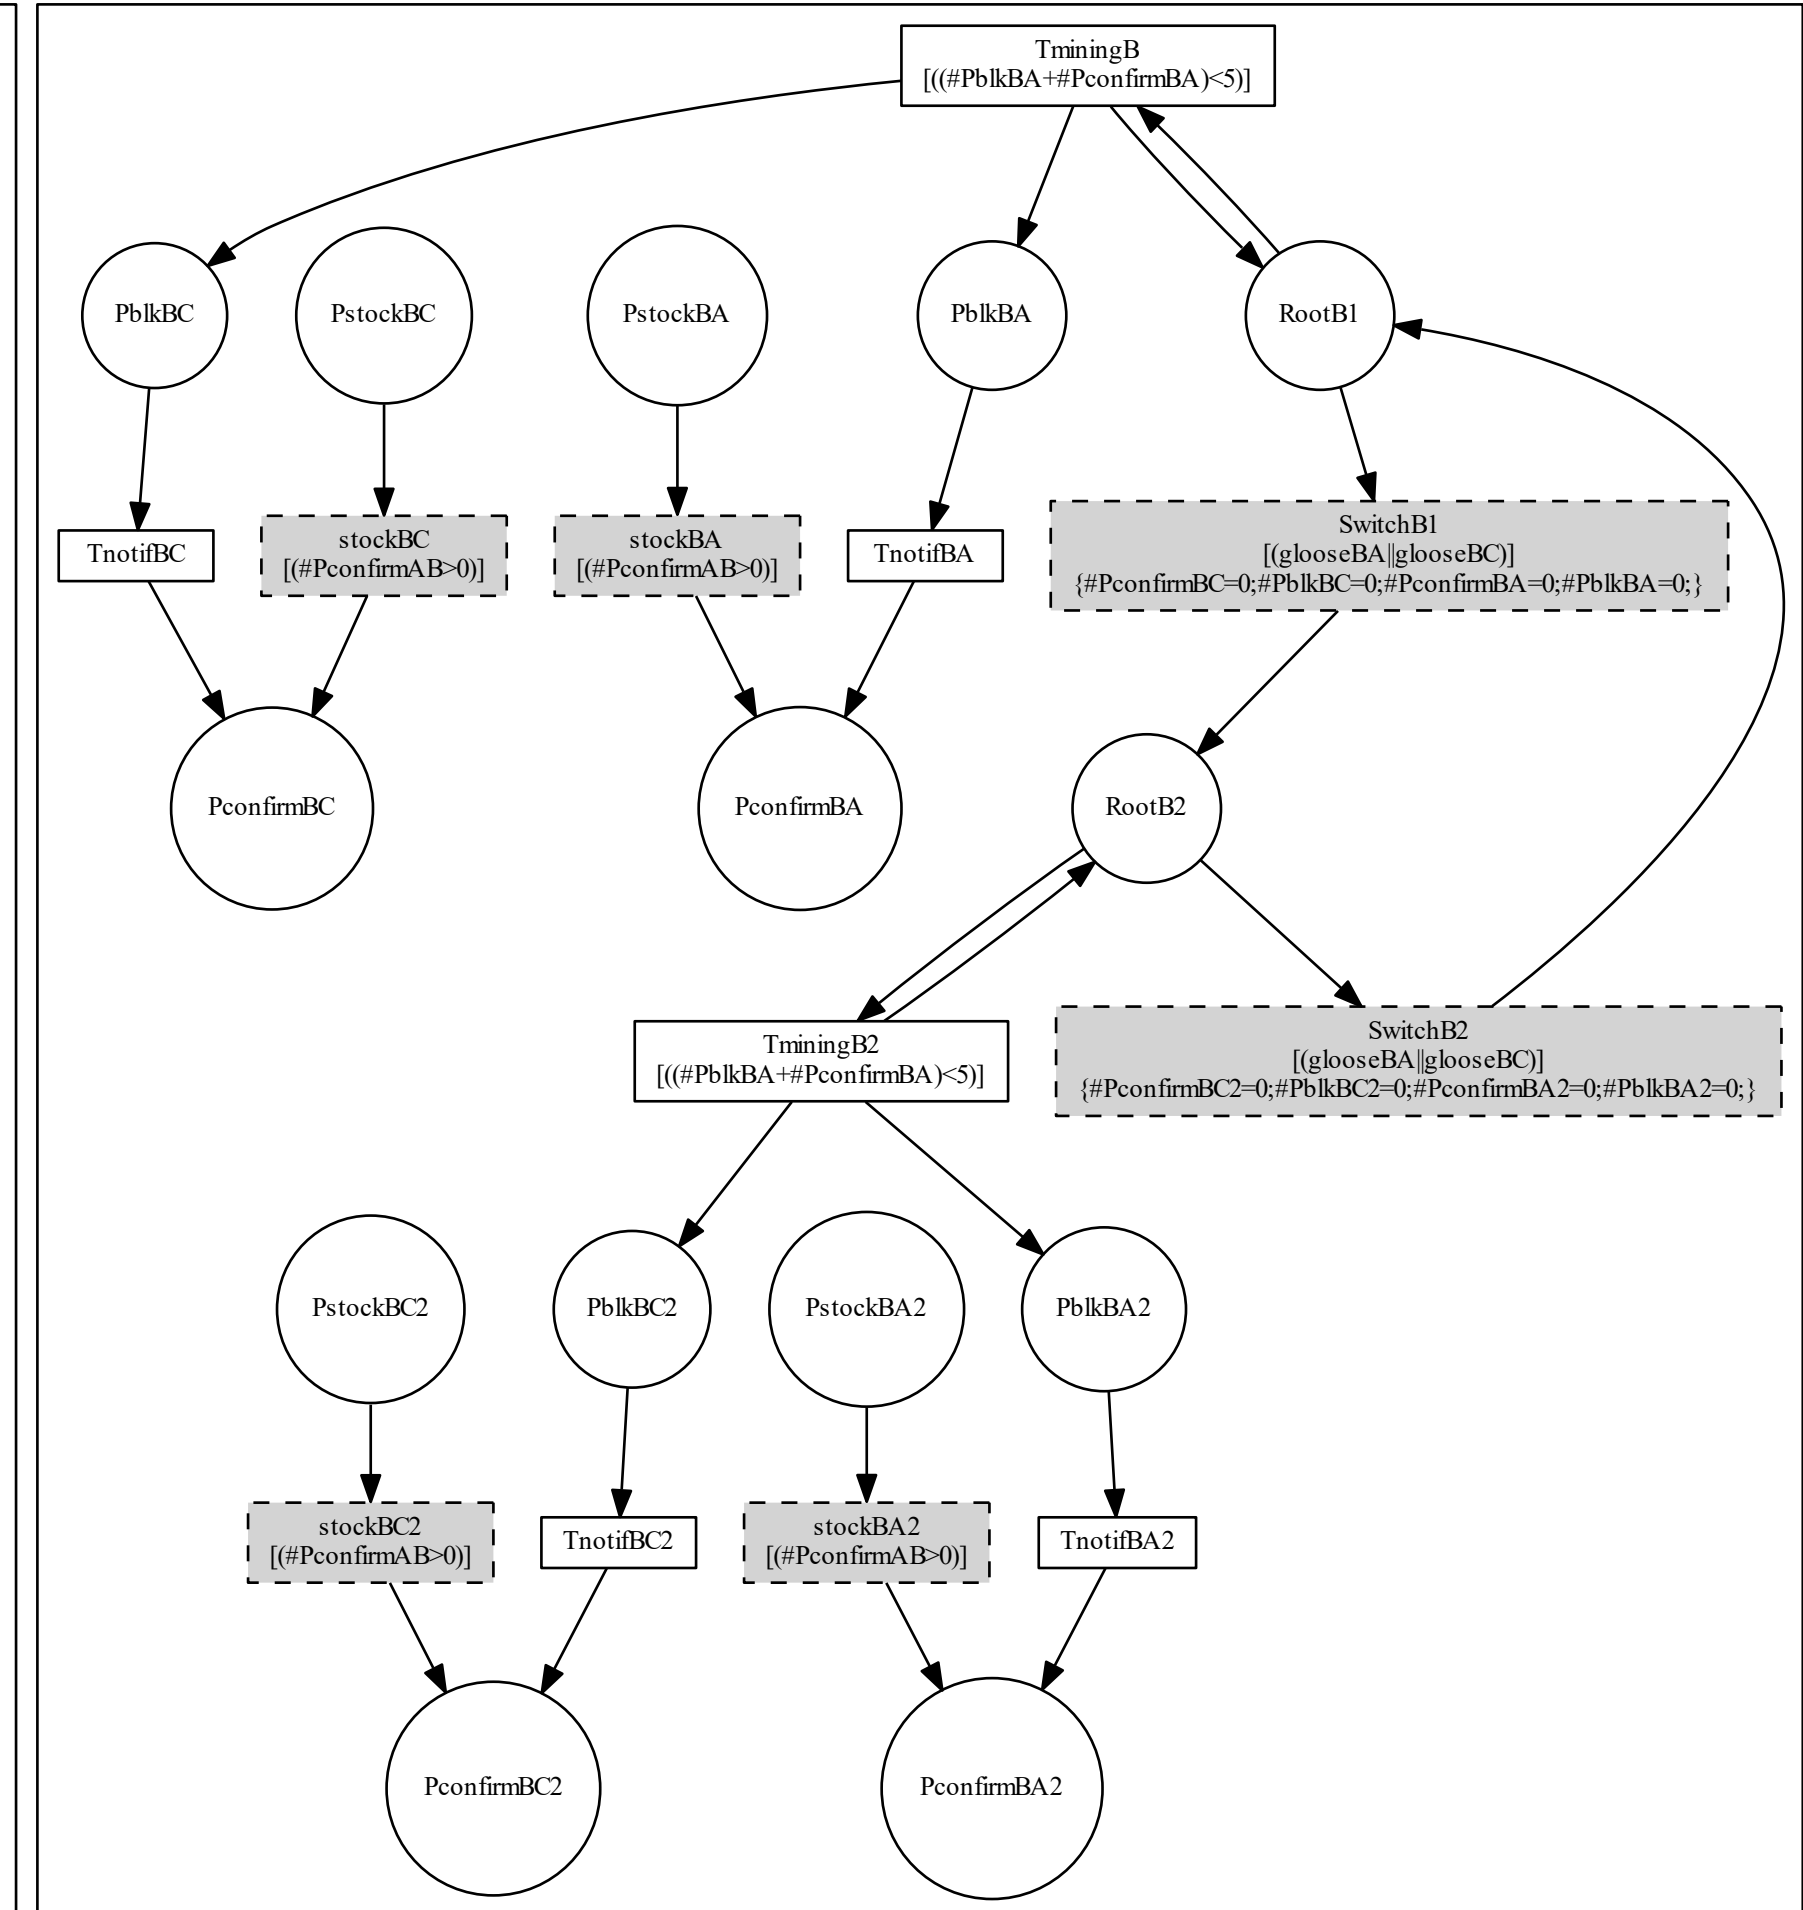 TminingB
[((#PblkBA+#PconfirmBA)<5)]
PblkBC
PstockBC
PstockBA
PblkBA
RootB1
TnotifBC
stockBC
[(#PconfirmAB>0)]
stockBA
[(#PconfirmAB>0)]
TnotifBA
SwitchB1
[(glooseBA||glooseBC)]
{#PconfirmBC=0;#PblkBC=0;#PconfirmBA=0;#PblkBA=0;}
PconfirmBC
PconfirmBA
RootB2
TminingB2
[((#PblkBA+#PconfirmBA)<5)]
SwitchB2
[(glooseBA||glooseBC)]
{#PconfirmBC2=0;#PblkBC2=0;#PconfirmBA2=0;#PblkBA2=0;}
PstockBC2
PblkBC2
PstockBA2
PblkBA2
stockBC2
[(#PconfirmAB>0)]
TnotifBC2
stockBA2
[(#PconfirmAB>0)]
TnotifBA2
PconfirmBC2
PconfirmBA2